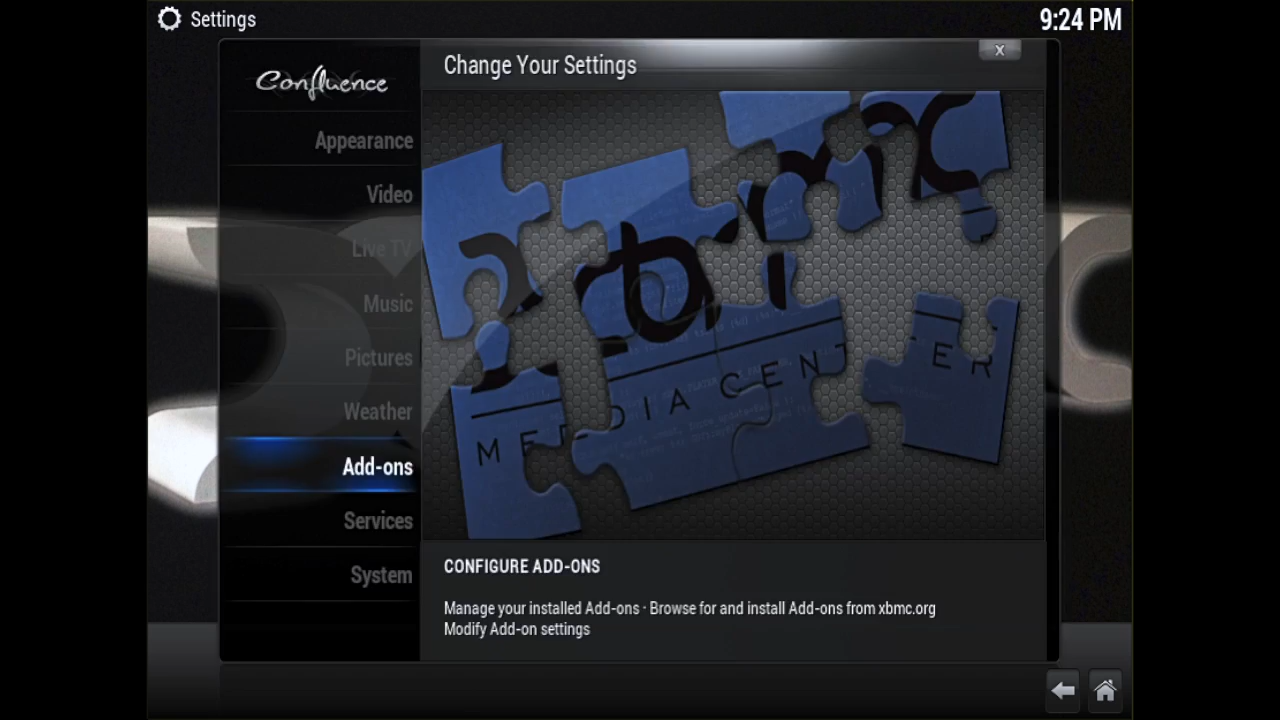 Settings
9:24 PM
Confluence
Change Your Settings
X
Appearance
Video
Live TV
Music
Pictures
Weather
Add-ons
Services
System
MEDIA CENTER
CONFIGURE ADD-ONS
Manage your installed Add-ons · Browse for and install Add-ons from xbmc.org
Modify Add-on settings